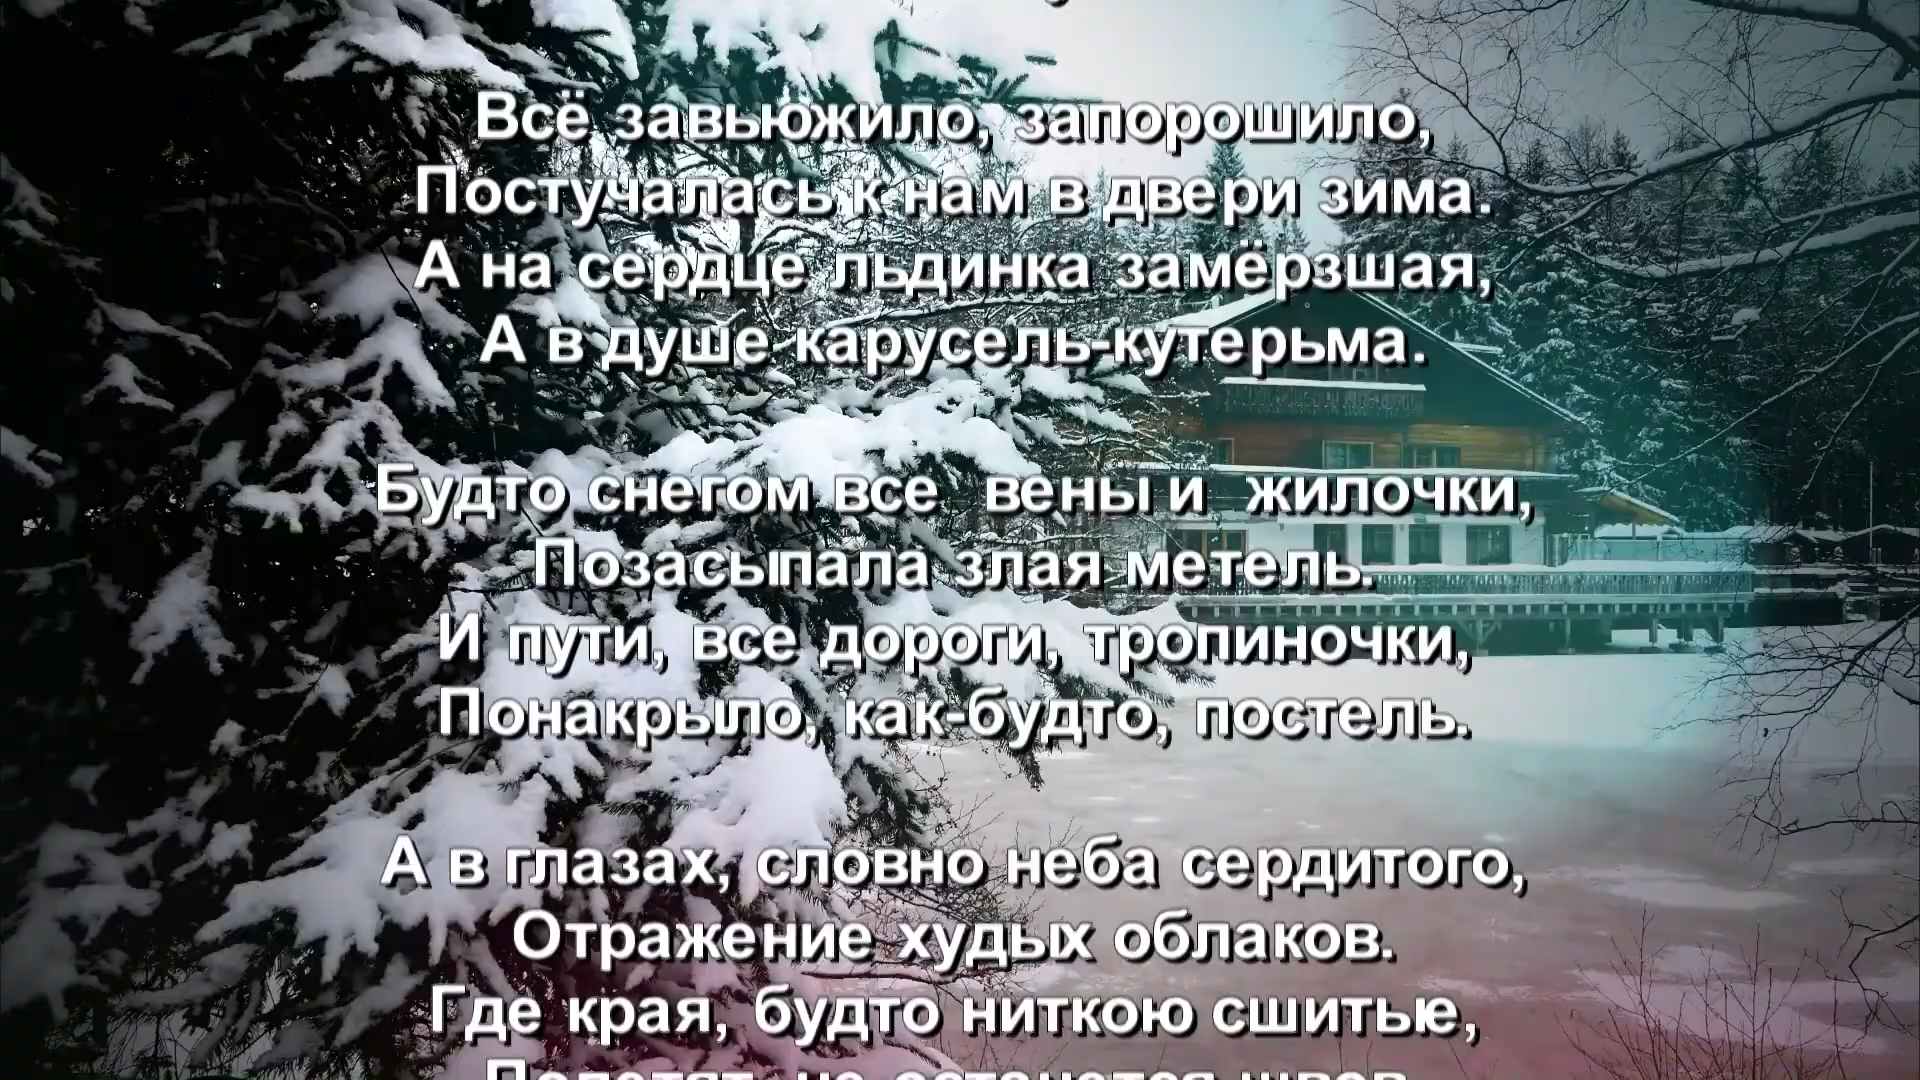 Всё завьюжило, запорошило,
Постучалась к нам в двери зима.
А на сердце льдинка замёрзшая,
А в душе карусель-кутерьма.
Будто снегом все вены и жилочки,
Позасыпала злая метель.
И пути, все дороги, тропиночки,
Понакрыло, как-будто, постель.
А в глазах, словно неба сердитого,
Отражение худых облаков.
Где края, будто ниткою сшитые,